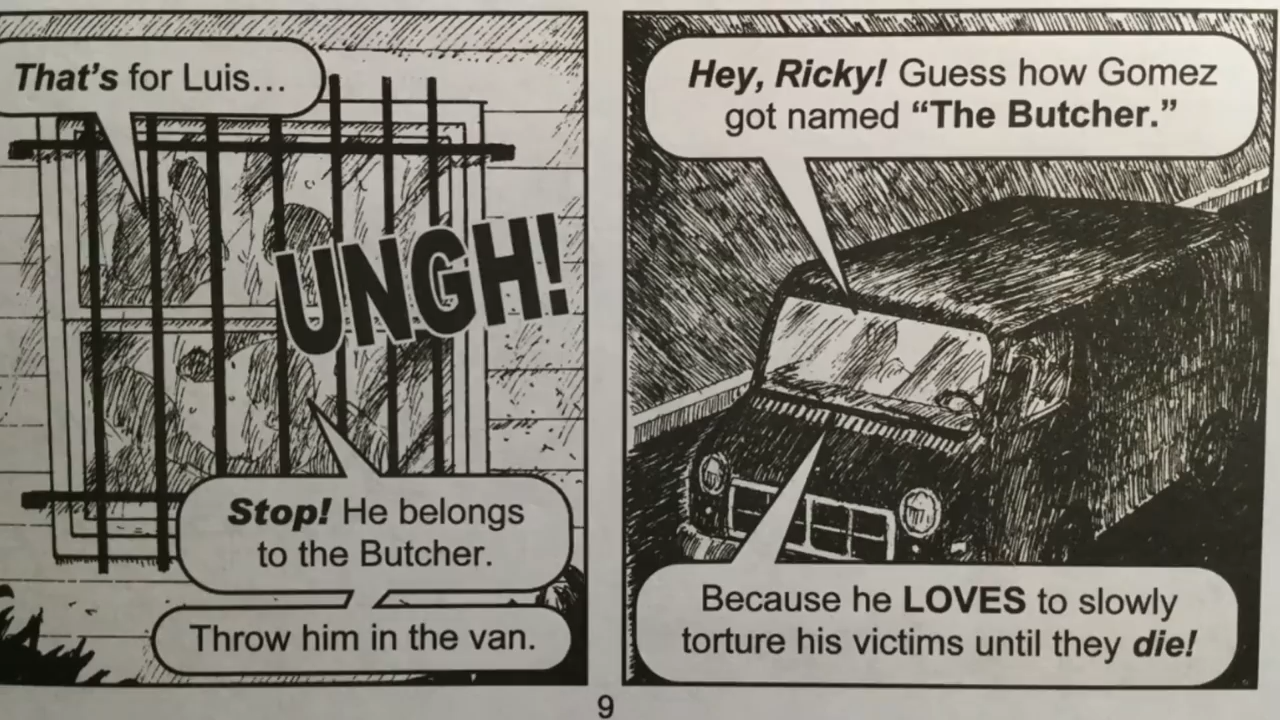 That's for Luis...
UNGH!
Stop! He belongs
to the Butcher.
Throw him in the van.
Hey, Ricky! Guess how Gomez
got named “The Butcher.”
Because he LOVES to slowly
torture his victims until they die!
9